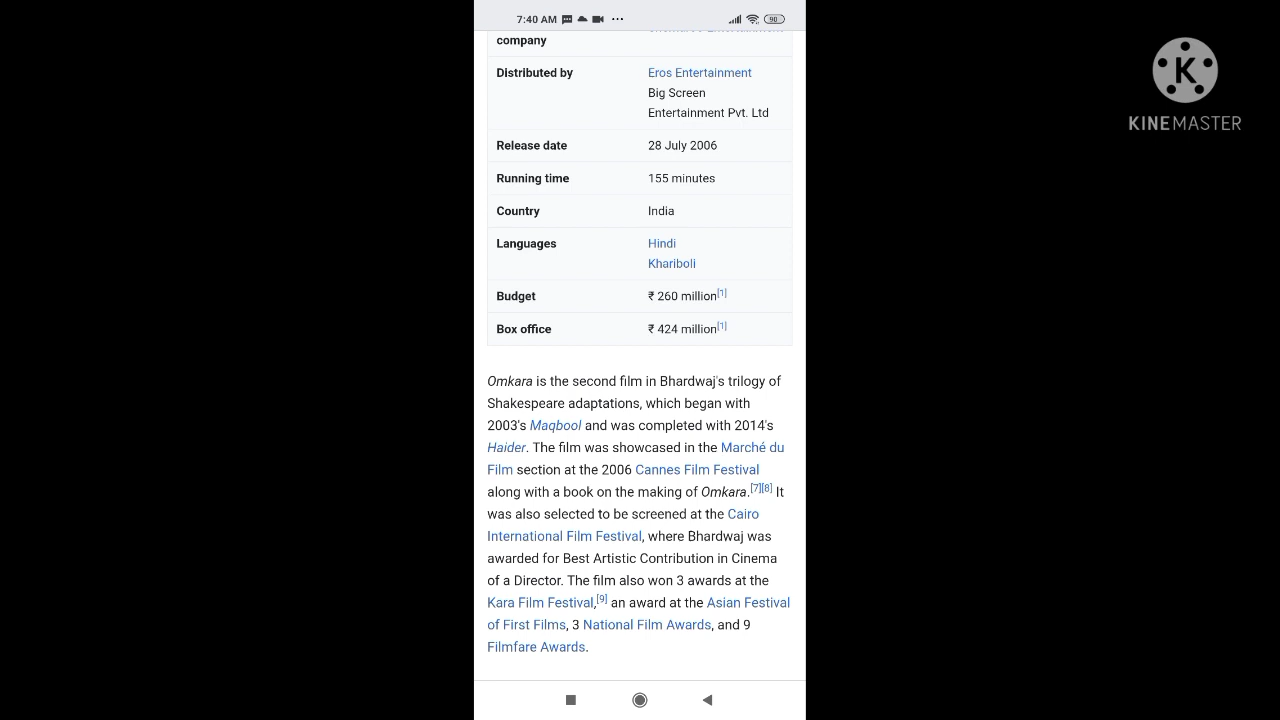 7:40 AM
90
company
Distributed by
Eros Entertainment
Big Screen
Entertainment Pvt. Ltd
Release date
28 July 2006
Running time
155 minutes
Country
India
Languages
Hindi
Khariboli
Budget
₹ 260 million[1]
Box office
₹ 424 million[1]
Omkara is the second film in Bhardwaj's trilogy of
Shakespeare adaptations, which began with
2003's Maqbool and was completed with 2014's
Haider. The film was showcased in the Marché du
Film section at the 2006 Cannes Film Festival
along with a book on the making of Omkara.[7][8] It
was also selected to be screened at the Cairo
International Film Festival, where Bhardwaj was
awarded for Best Artistic Contribution in Cinema
of a Director. The film also won 3 awards at the
Kara Film Festival,[9] an award at the Asian Festival
of First Films, 3 National Film Awards, and 9
Filmfare Awards.
K
KINEMASTER